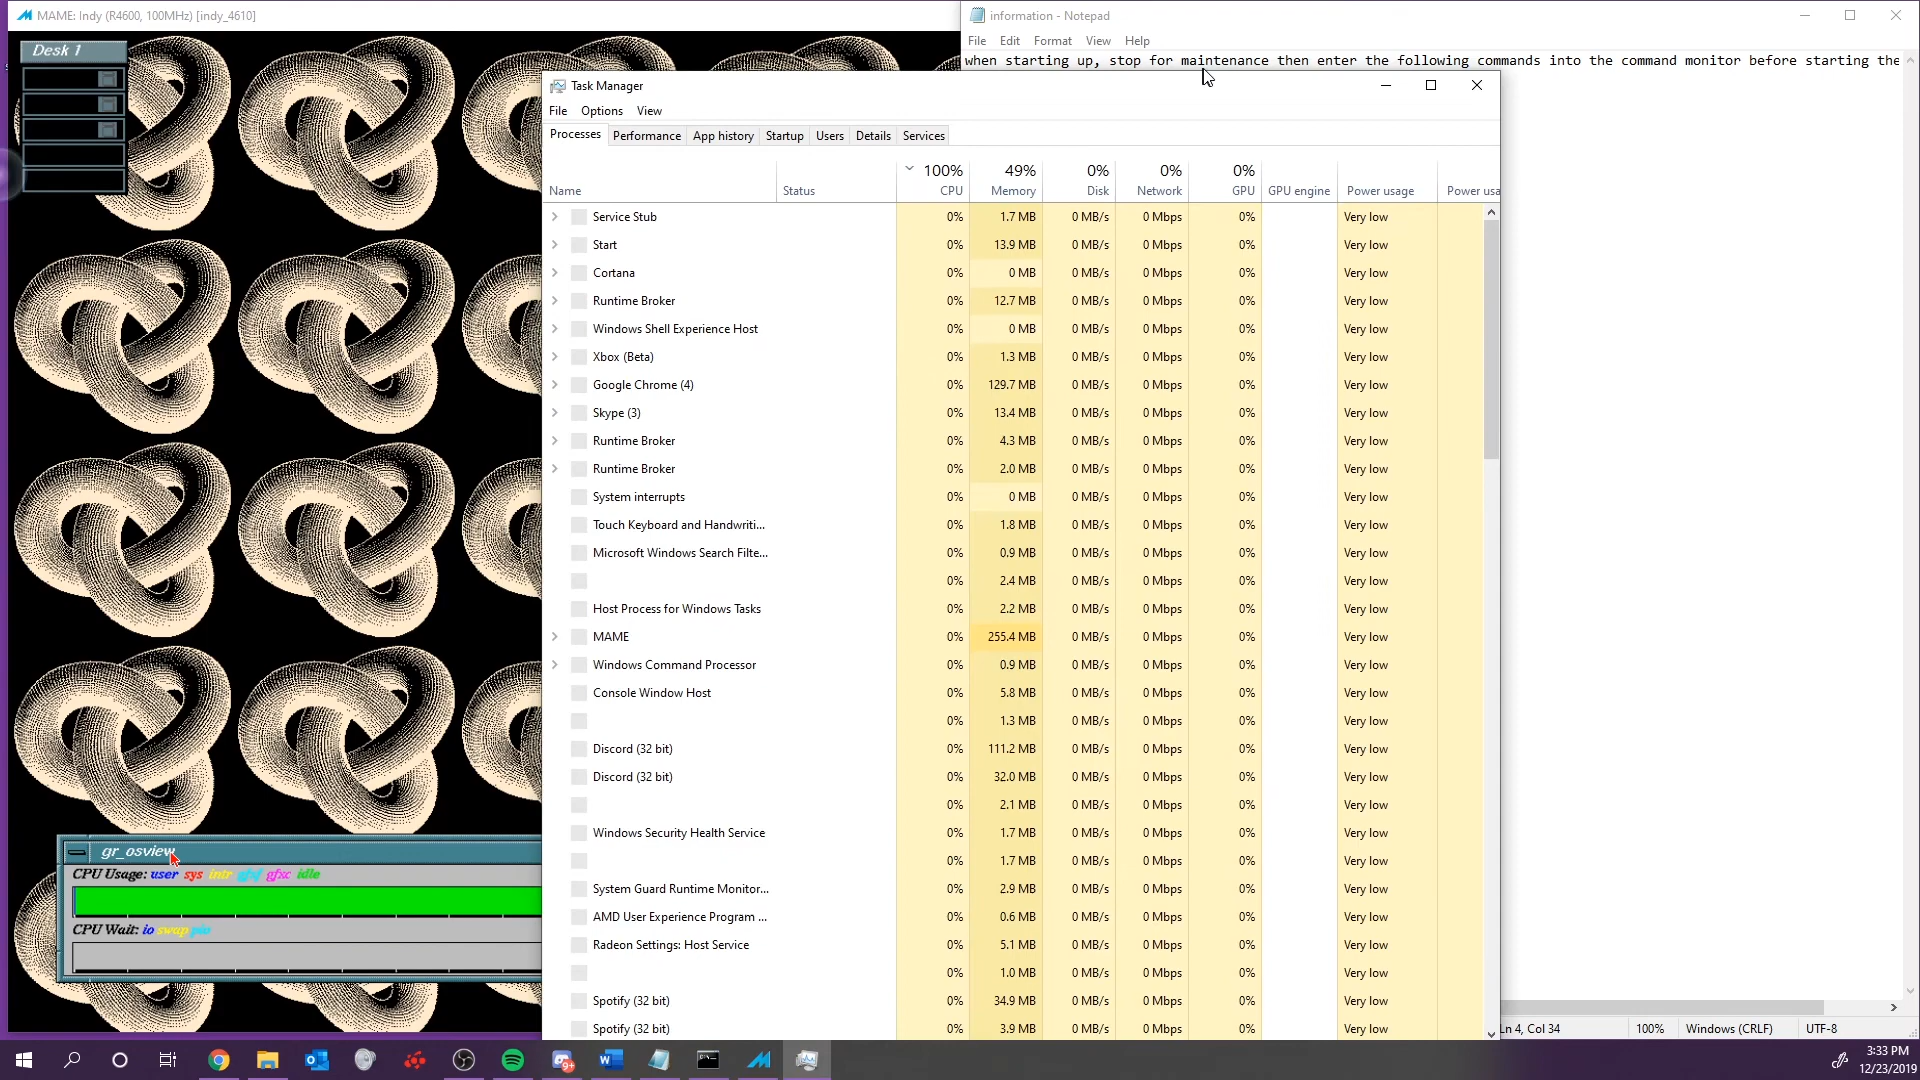 MAME: Indy (R4600, 100MHz) [indy_4610]
Desk 1
gr_osview
CPU Usage: user sys intr gfxf gfxc idle
CPU Wait: io swap pio
information - Notepad
File Edit Format View Help
when starting up, stop for maintenance then enter the following commands into the command monitor before starting the
Task Manager
File Options View
Processes Performance App history Startup Users Details Services
100% 49% 0% 0% 0%
Name Status CPU Memory Disk Network GPU GPU engine Power usage Power usa
Service Stub 0% 1.7 MB 0 MB/s 0 Mbps 0% Very low
Start 0% 13.9 MB 0 MB/s 0 Mbps 0% Very low
Cortana 0% 0 MB 0 MB/s 0 Mbps 0% Very low
Runtime Broker 0% 12.7 MB 0 MB/s 0 Mbps 0% Very low
Windows Shell Experience Host 0% 0 MB 0 MB/s 0 Mbps 0% Very low
Xbox (Beta) 0% 1.3 MB 0 MB/s 0 Mbps 0% Very low
Google Chrome (4) 0% 129.7 MB 0 MB/s 0 Mbps 0% Very low
Skype (3) 0% 13.4 MB 0 MB/s 0 Mbps 0% Very low
Runtime Broker 0% 4.3 MB 0 MB/s 0 Mbps 0% Very low
Runtime Broker 0% 2.0 MB 0 MB/s 0 Mbps 0% Very low
System interrupts 0% 0 MB 0 MB/s 0 Mbps 0% Very low
Touch Keyboard and Handwriti... 0% 1.8 MB 0 MB/s 0 Mbps 0% Very low
Microsoft Windows Search Filte... 0% 0.9 MB 0 MB/s 0 Mbps 0% Very low
0% 2.4 MB 0 MB/s 0 Mbps 0% Very low
Host Process for Windows Tasks 0% 2.2 MB 0 MB/s 0 Mbps 0% Very low
MAME 0% 255.4 MB 0 MB/s 0 Mbps 0% Very low
Windows Command Processor 0% 0.9 MB 0 MB/s 0 Mbps 0% Very low
Console Window Host 0% 5.8 MB 0 MB/s 0 Mbps 0% Very low
0% 1.3 MB 0 MB/s 0 Mbps 0% Very low
Discord (32 bit) 0% 111.2 MB 0 MB/s 0 Mbps 0% Very low
Discord (32 bit) 0% 32.0 MB 0 MB/s 0 Mbps 0% Very low
0% 2.1 MB 0 MB/s 0 Mbps 0% Very low
Windows Security Health Service 0% 1.7 MB 0 MB/s 0 Mbps 0% Very low
0% 1.7 MB 0 MB/s 0 Mbps 0% Very low
System Guard Runtime Monitor... 0% 2.9 MB 0 MB/s 0 Mbps 0% Very low
AMD User Experience Program ... 0% 0.6 MB 0 MB/s 0 Mbps 0% Very low
Radeon Settings: Host Service 0% 5.1 MB 0 MB/s 0 Mbps 0% Very low
0% 1.0 MB 0 MB/s 0 Mbps 0% Very low
Spotify (32 bit) 0% 34.9 MB 0 MB/s 0 Mbps 0% Very low
Spotify (32 bit) 0% 3.9 MB 0 MB/s 0 Mbps 0% Very low
Ln 4, Col 34 100% Windows (CRLF) UTF-8
9+
3:33 PM
12/23/2019